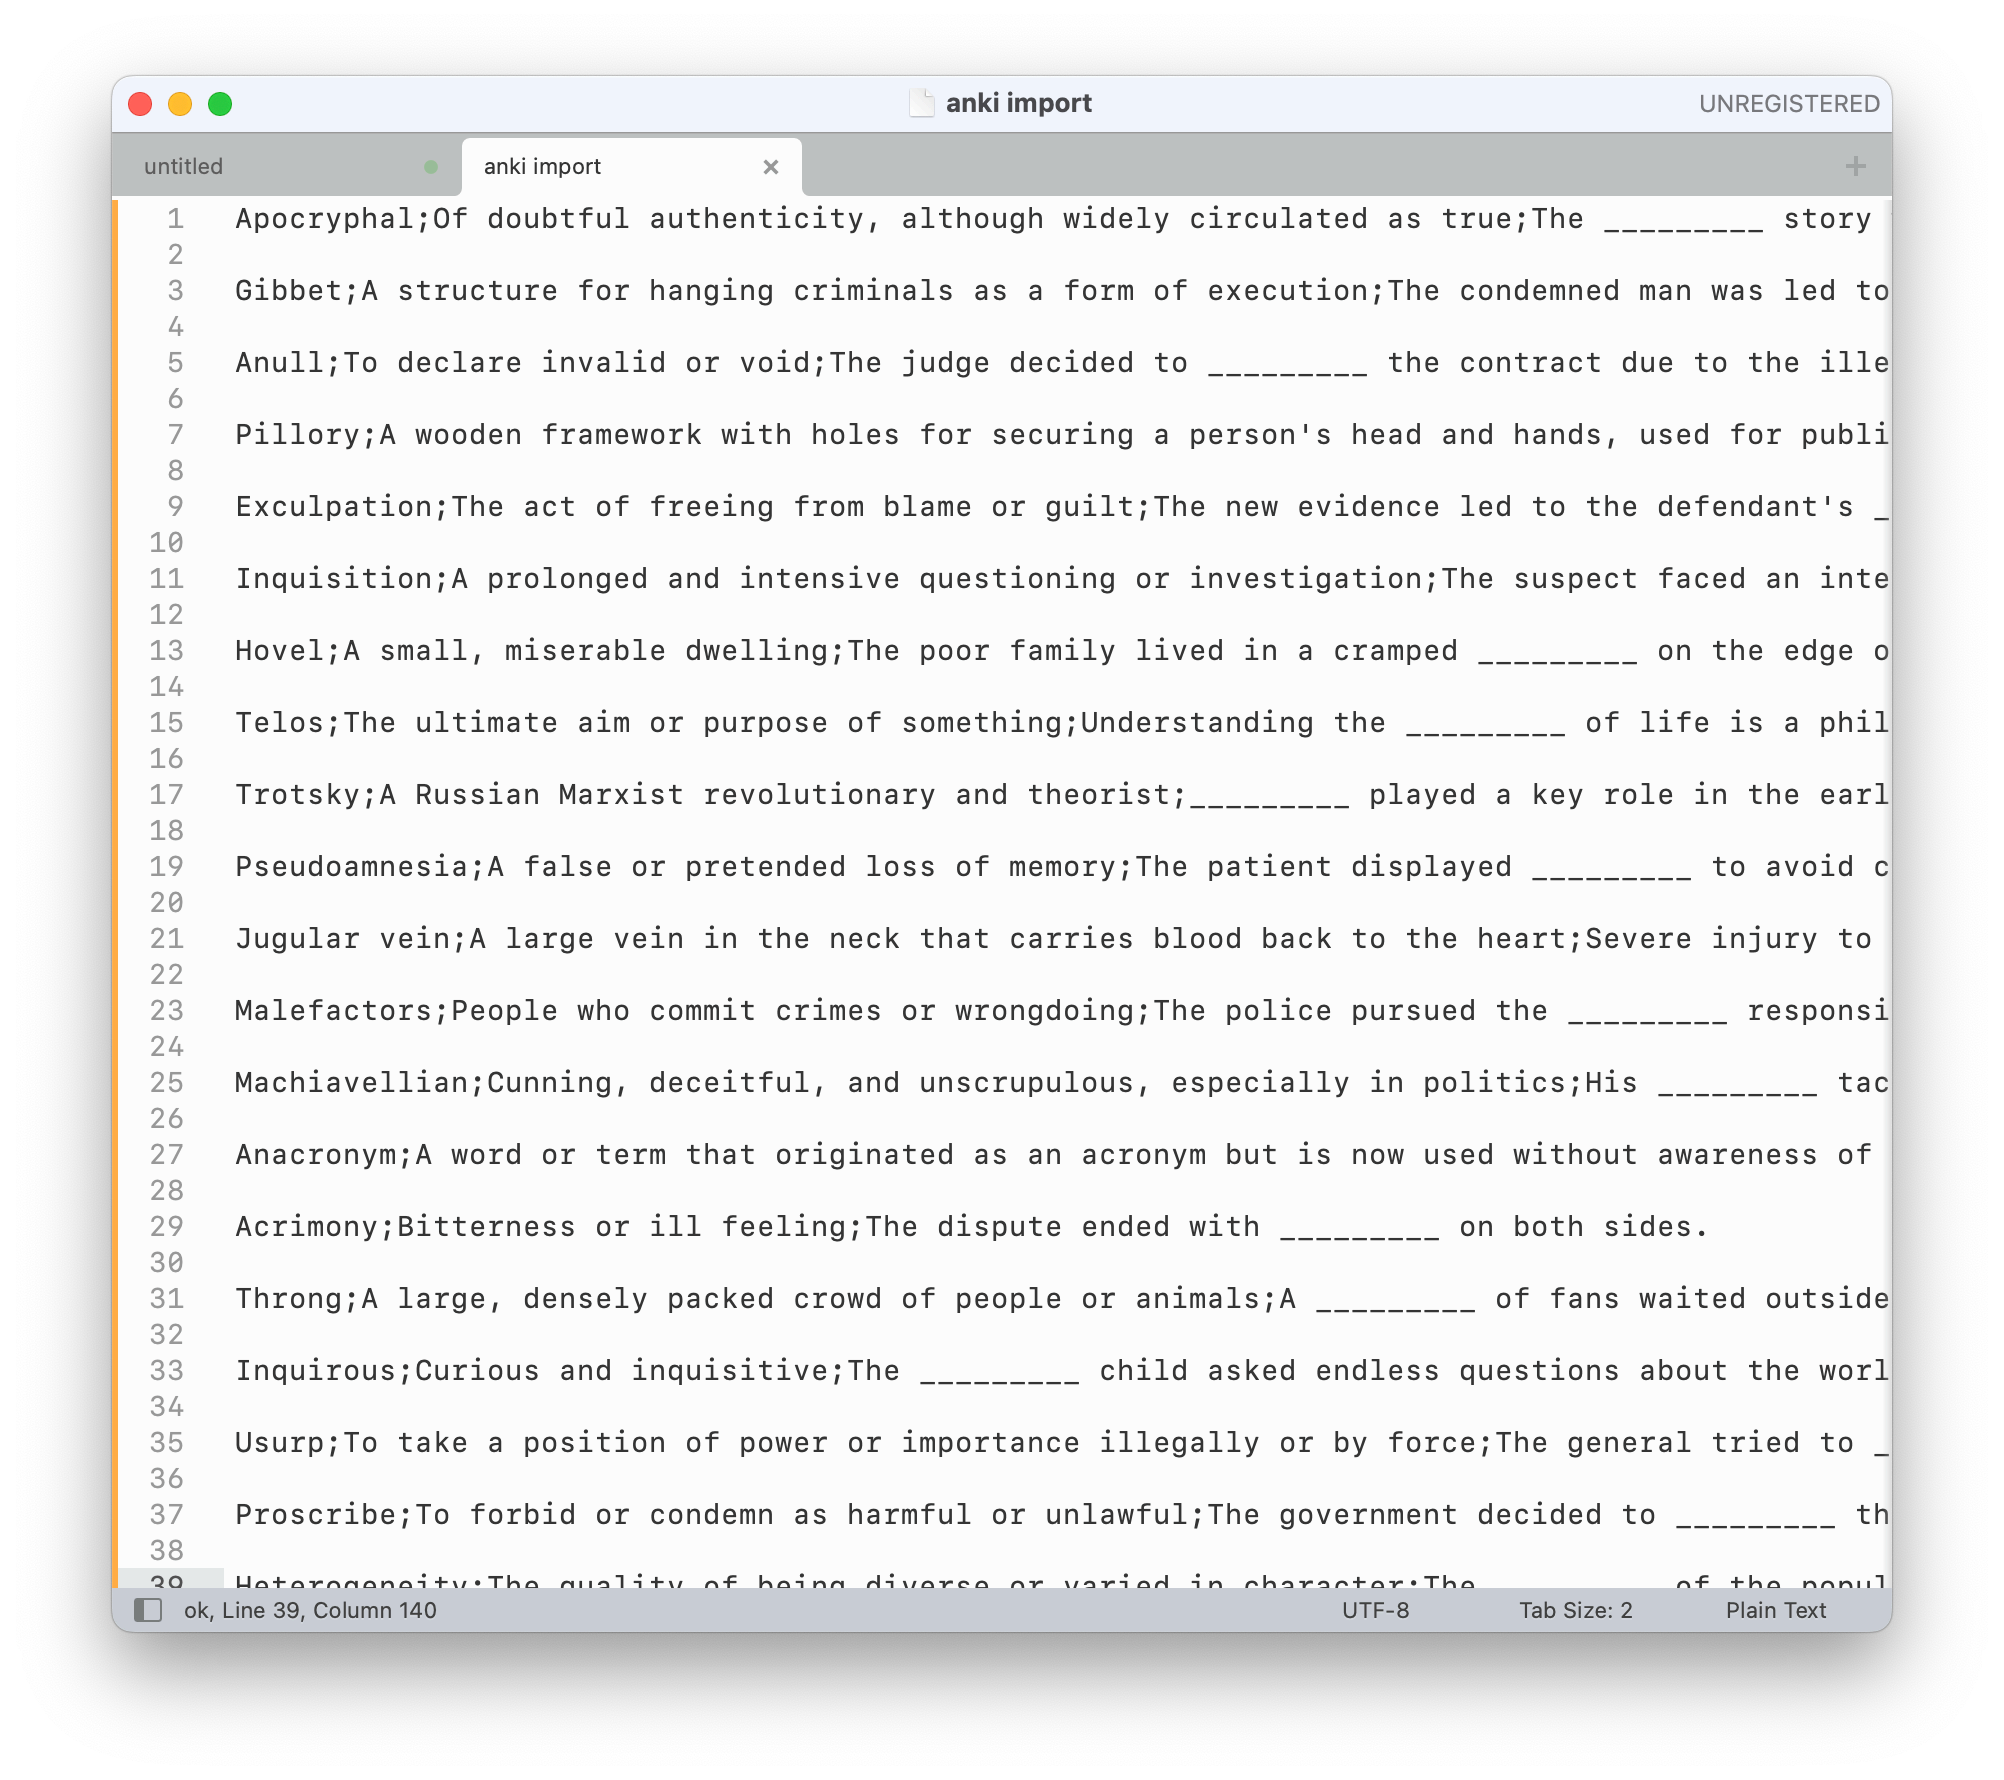 anki import
UNREGISTERED
untitled
anki import
1 Apocryphal;Of doubtful authenticity, although widely circulated as true;The _________ story
2
3 Gibbet;A structure for hanging criminals as a form of execution;The condemned man was led to
4
5 Anull;To declare invalid or void;The judge decided to _________ the contract due to the ille
6
7 Pillory;A wooden framework with holes for securing a person's head and hands, used for publi
8
9 Exculpation;The act of freeing from blame or guilt;The new evidence led to the defendant's _
10
11 Inquisition;A prolonged and intensive questioning or investigation;The suspect faced an inte
12
13 Hovel;A small, miserable dwelling;The poor family lived in a cramped _________ on the edge o
14
15 Telos;The ultimate aim or purpose of something;Understanding the _________ of life is a phil
16
17 Trotsky;A Russian Marxist revolutionary and theorist;_________ played a key role in the earl
18
19 Pseudoamnesia;A false or pretended loss of memory;The patient displayed _________ to avoid c
20
21 Jugular vein;A large vein in the neck that carries blood back to the heart;Severe injury to
22
23 Malefactors;People who commit crimes or wrongdoing;The police pursued the _________ responsi
24
25 Machiavellian;Cunning, deceitful, and unscrupulous, especially in politics;His _________ tac
26
27 Anacronym;A word or term that originated as an acronym but is now used without awareness of
28
29 Acrimony;Bitterness or ill feeling;The dispute ended with _________ on both sides.
30
31 Throng;A large, densely packed crowd of people or animals;A _________ of fans waited outside
32
33 Inquirous;Curious and inquisitive;The _________ child asked endless questions about the worl
34
35 Usurp;To take a position of power or importance illegally or by force;The general tried to _
36
37 Proscribe;To forbid or condemn as harmful or unlawful;The government decided to _________ th
38
39 Heterogeneity;The quality of being diverse or varied in character;The of the popul
ok, Line 39, Column 140
UTF-8
Tab Size: 2
Plain Text